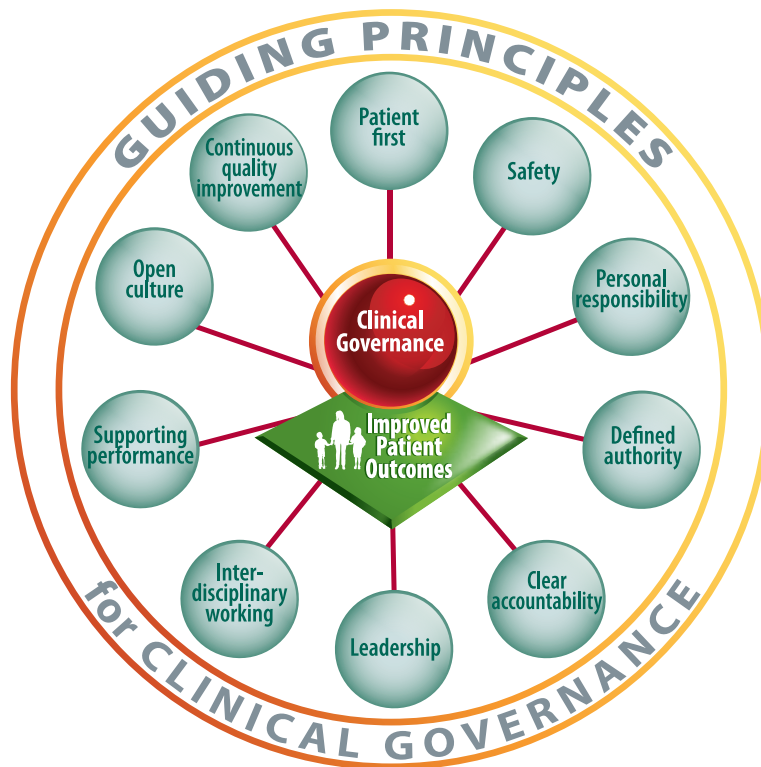 GUIDING PRINCIPLES
Patient
first
Safety
Personal
responsibility
Defined
authority
Clear
accountability
Leadership
Inter-
disciplinary
working
Supporting
performance
Open
culture
Continuous
quality
improvement
Clinical
Governance
Improved
Patient
Outcomes
for CLINICAL GOVERNANCE